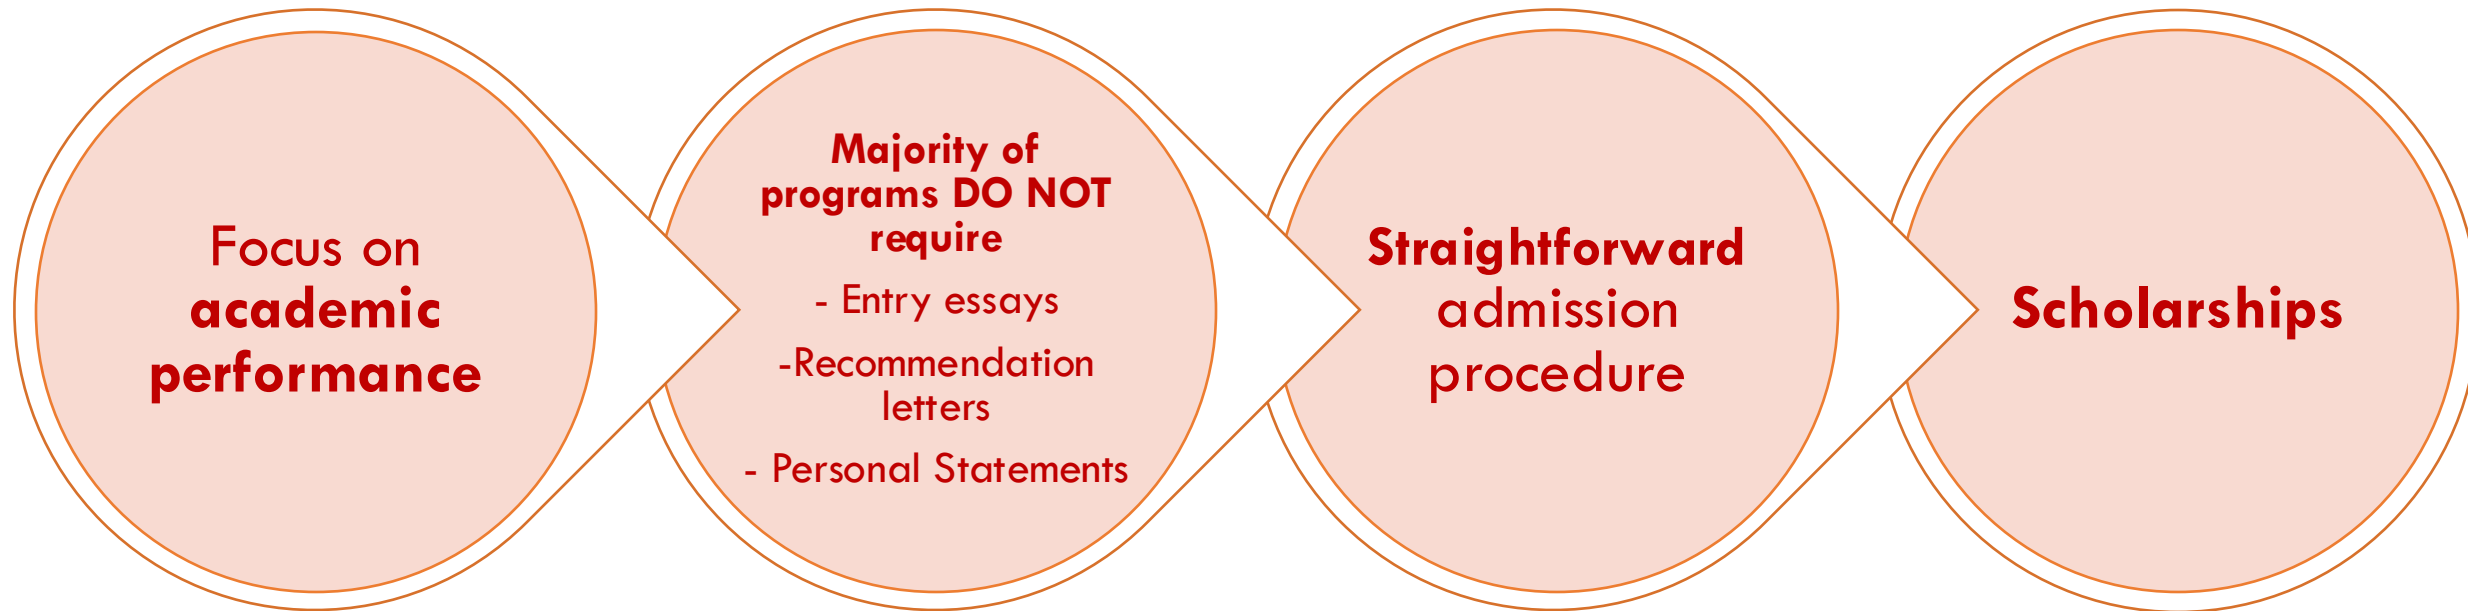 Focus on
academic
performance
Majority of
programs DO NOT
require
- Entry essays
-Recommendation
letters
- Personal Statements
Straightforward
admission
procedure
Scholarships